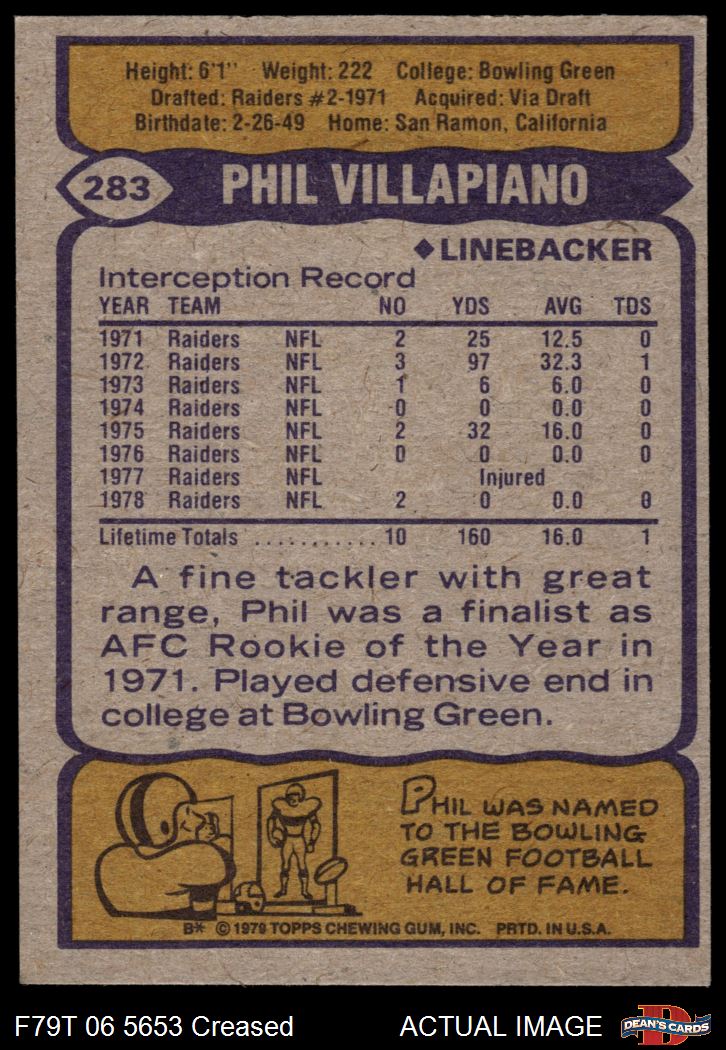 Height: 6'1" Weight: 222 College: Bowling Green
Drafted: Raiders #2-1971 Acquired: Via Draft
Birthdate: 2-26-49 Home: San Ramon, California
283 PHIL VILLAPIANO
◆LINEBACKER
Interception Record
YEAR TEAM NO YDS AVG TDS
1971 Raiders NFL 2 25 12.5 0
1972 Raiders NFL 3 97 32.3 1
1973 Raiders NFL 1 6 6.0 0
1974 Raiders NFL 0 0 0.0 0
1975 Raiders NFL 2 32 16.0 0
1976 Raiders NFL 0 0 0.0 0
1977 Raiders NFL Injured
1978 Raiders NFL 2 0 0.0 0
Lifetime Totals ........... 10 160 16.0 1
A fine tackler with great
range, Phil was a finalist as
AFC Rookie of the Year in
1971. Played defensive end in
college at Bowling Green.
PHIL WAS NAMED
TO THE BOWLING
GREEN FOOTBALL
HALL OF FAME.
B* © 1979 TOPPS CHEWING GUM, INC. PRTD. IN U.S.A.
F79T 06 5653 Creased ACTUAL IMAGE
D
DEAN'S CARDS